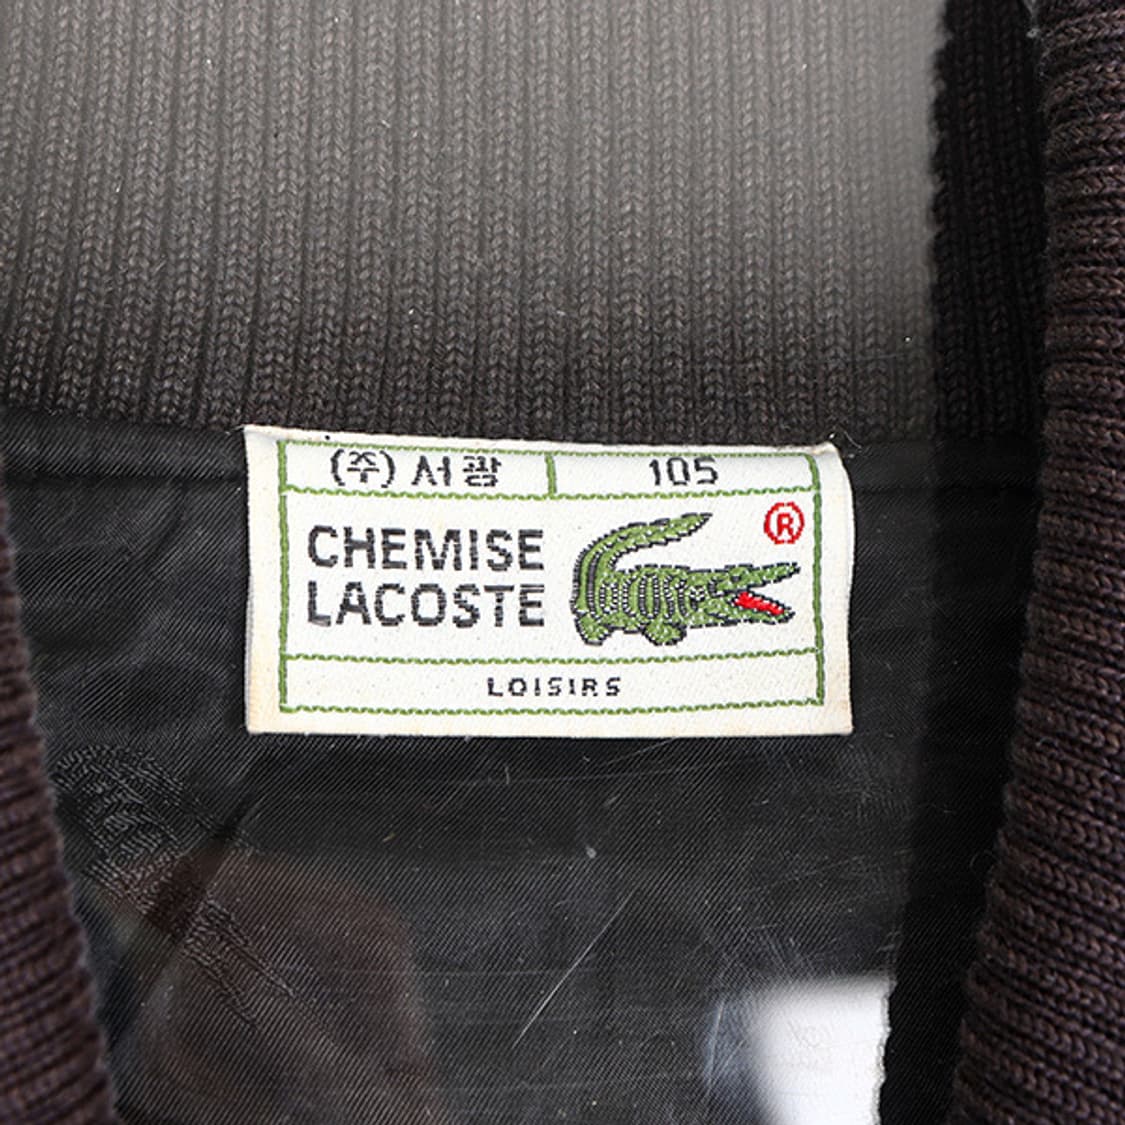 (주) 서광 105
CHEMISE
LACOSTE
®
LOISIRS